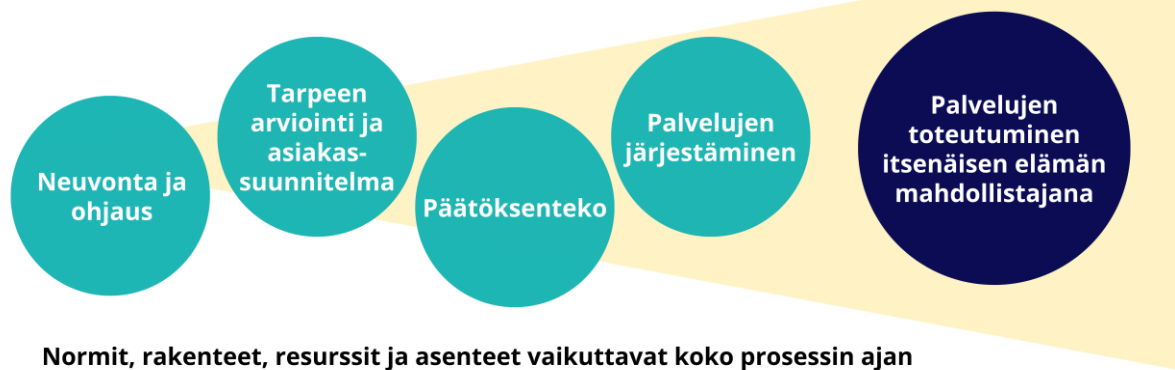 Neuvonta ja
ohjaus
Tarpeen
arviointi ja
asiakas-
suunnitelma
Päätöksenteko
Palvelujen
järjestäminen
Palvelujen
toteutuminen
itsenäisen elämän
mahdollistajana
Normit, rakenteet, resurssit ja asenteet vaikuttavat koko prosessin ajan